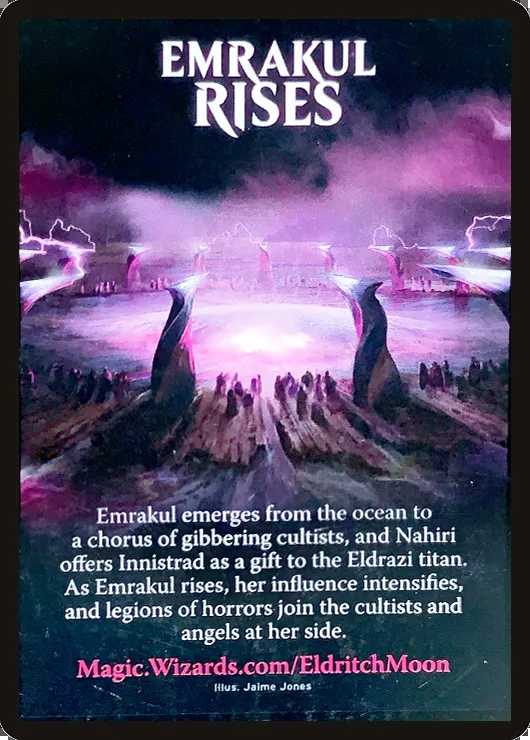 EMRAKUL
RISES
Emrakul emerges from the ocean to
a chorus of gibbering cultists, and Nahiri
offers Innistrad as a gift to the Eldrazi titan.
As Emrakul rises, her influence intensifies,
and legions of horrors join the cultists and
angels at her side.
Magic.Wizards.com/EldritchMoon
Illus. Jaime Jones